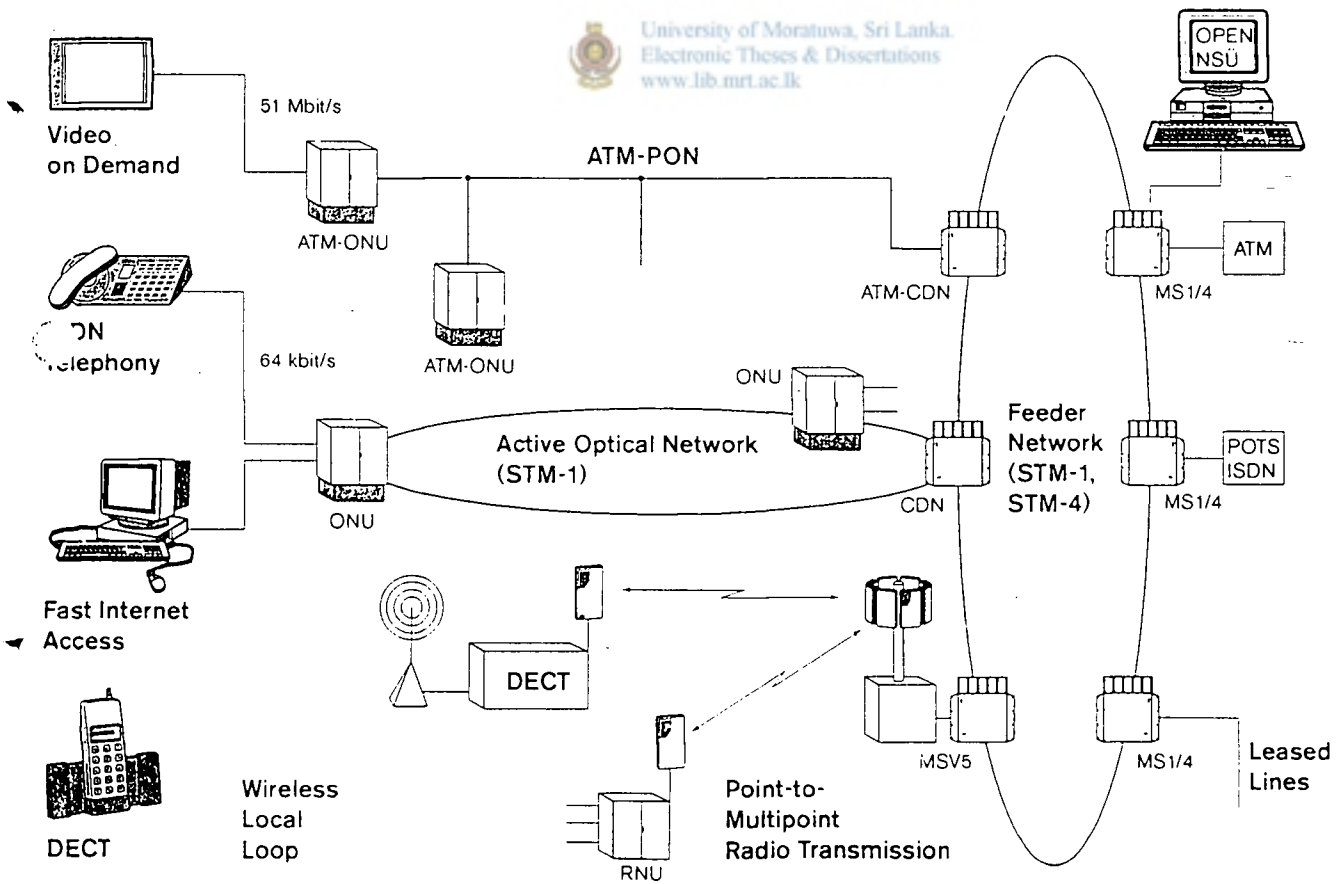 University of Moratuwa, Sri Lanka.
Electronic Theses & Dissertations
www.lib.mrt.ac.lk
OPEN
NSÜ
51 Mbit/s
Video
on Demand
ATM-PON
ATM-ONU
ATM-ONU
ATM-CDN
MS1/4
ATM
Telephony
64 kbit/s
ONU
Active Optical Network
(STM-1)
ONU
CDN
Feeder
Network
(STM-1,
STM-4)
MS1/4
POTS
ISDN
Fast Internet
Access
DECT
MSV5
MS1/4
Leased
Lines
DECT
Wireless
Local
Loop
RNU
Point-to-
Multipoint
Radio Transmission